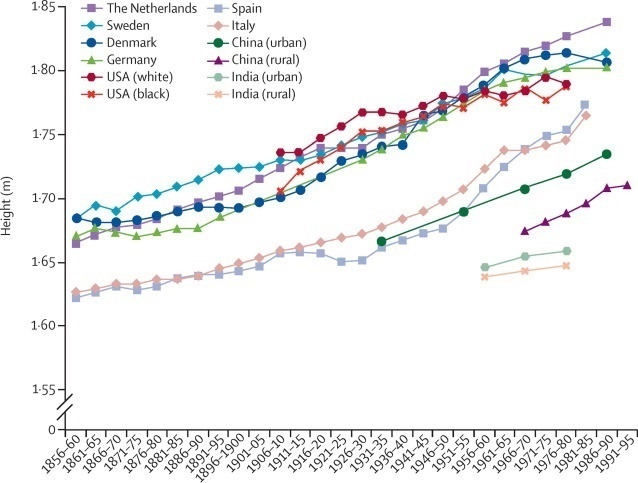 1·85
1·80
1·75
1·70
1·65
1·60
1·55
0
Height (m)
The Netherlands
Sweden
Denmark
Germany
USA (white)
USA (black)
Spain
Italy
China (urban)
China (rural)
India (urban)
India (rural)
1856–60
1861–65
1866–70
1871–75
1876–80
1881–85
1886–90
1891–95
1896–1900
1901–05
1906–10
1911–15
1916–20
1921–25
1926–30
1931–35
1936–40
1941–45
1946–50
1951–55
1956–60
1961–65
1966–70
1971–75
1976–80
1981–85
1986–90
1991–95